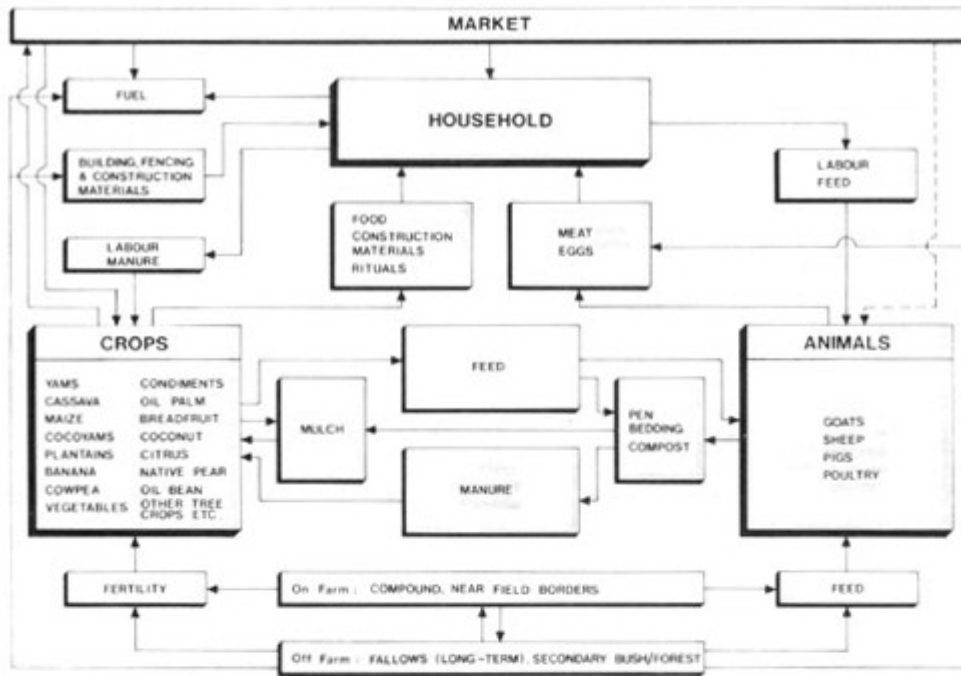 MARKET
FUEL
HOUSEHOLD
BUILDING, FENCING
& CONSTRUCTION
MATERIALS
LABOUR
FEED
LABOUR
MANURE
FOOD
CONSTRUCTION
MATERIALS
RITUALS
MEAT
EGGS
CROPS
YAMS
CASSAVA
MAIZE
COCOYAMS
PLANTAINS
BANANA
COWPEA
VEGETABLES
CONDIMENTS
OIL PALM
BREADFRUIT
COCONUT
CITRUS
NATIVE PEAR
OIL BEAN
OTHER TREE
CROPS ETC.
FEED
MULCH
PEN
BEDDING
COMPOST
MANURE
ANIMALS
GOATS
SHEEP
PIGS
POULTRY
FERTILITY
On Farm : COMPOUND, NEAR FIELD BORDERS
FEED
Off Farm : FALLOWS (LONG-TERM), SECONDARY BUSH/FOREST